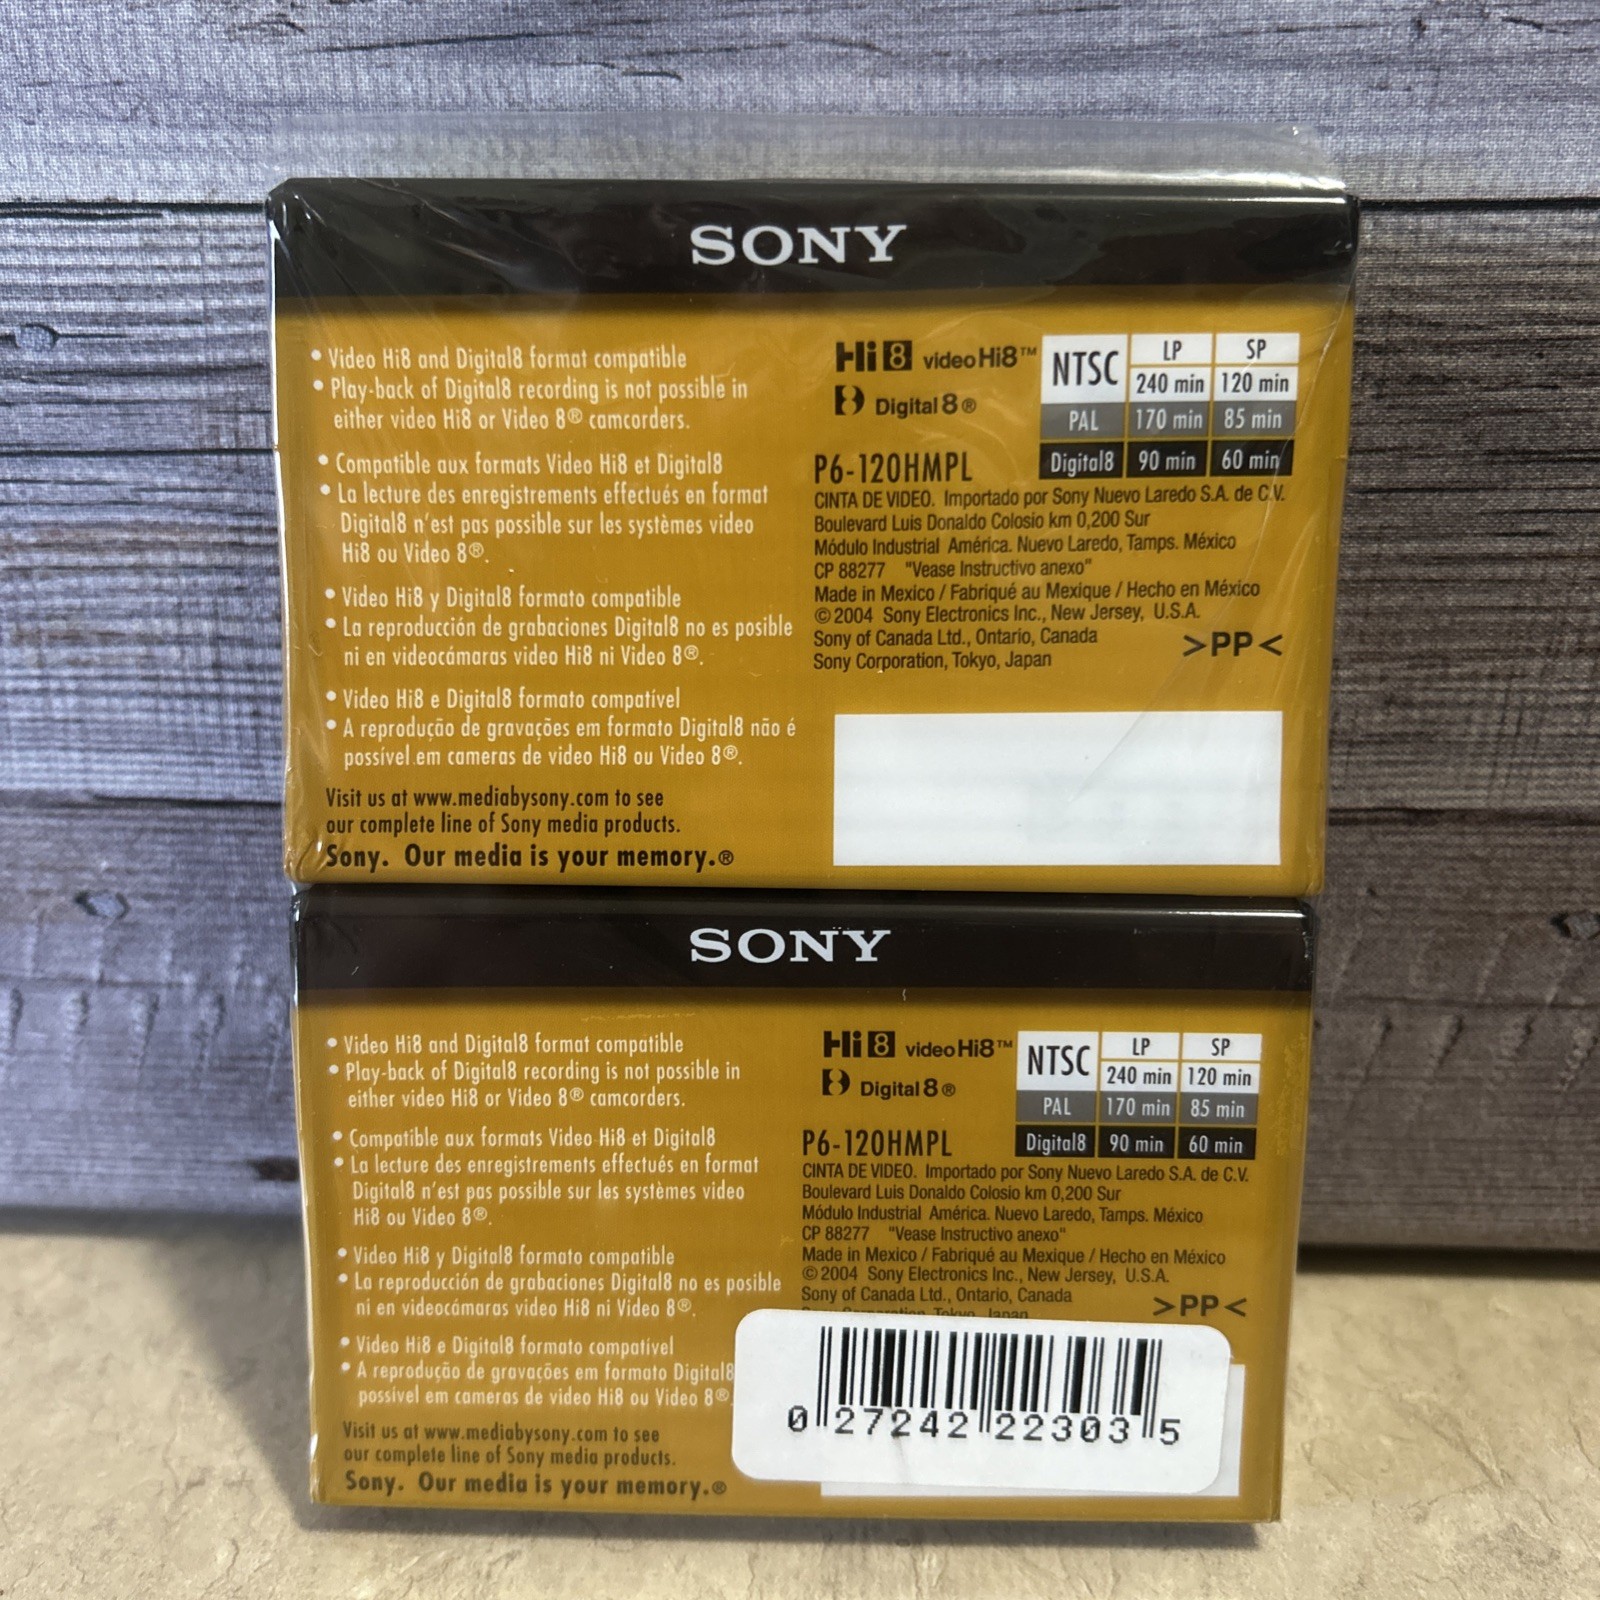 SONY
• Video Hi8 and Digital8 format compatible
• Play-back of Digital8 recording is not possible in
either video Hi8 or Video 8® camcorders.
• Compatible aux formats Video Hi8 et Digital8
• La lecture des enregistrements effectués en format
Digital8 n'est pas possible sur les systèmes video
Hi8 ou Video 8®.
• Video Hi8 y Digital8 formato compatible
• La reproducción de grabaciones Digital8 no es posible
ni en videocámaras video Hi8 ni Video 8®.
• Video Hi8 e Digital8 formato compatível
• A reprodução de gravações em formato Digital8 não é
possível em cameras de video Hi8 ou Video 8®.
Visit us at www.mediabysony.com to see
our complete line of Sony media products.
Sony. Our media is your memory.®
Hi 8 video Hi8™
Digital 8®
NTSC LP SP
240 min 120 min
PAL 170 min 85 min
Digital8 90 min 60 min
P6-120HMPL
CINTA DE VIDEO. Importado por Sony Nuevo Laredo S.A. de C.V.
Boulevard Luis Donaldo Colosio km 0,200 Sur
Módulo Industrial América. Nuevo Laredo, Tamps. México
CP 88277 "Vease Instructivo anexo"
Made in Mexico / Fabriqué au Mexique / Hecho en México
© 2004 Sony Electronics Inc., New Jersey, U.S.A.
Sony of Canada Ltd., Ontario, Canada
Sony Corporation, Tokyo, Japan
>PP<
SONY
• Video Hi8 and Digital8 format compatible
• Play-back of Digital8 recording is not possible in
either video Hi8 or Video 8® camcorders.
• Compatible aux formats Video Hi8 et Digital8
• La lecture des enregistrements effectués en format
Digital8 n'est pas possible sur les systèmes video
Hi8 ou Video 8®.
• Video Hi8 y Digital8 formato compatible
• La reproducción de grabaciones Digital8 no es posible
ni en videocámaras video Hi8 ni Video 8®.
• Video Hi8 e Digital8 formato compatível
• A reprodução de gravações em formato Digital8
possível em cameras de video Hi8 ou Video 8®
Visit us at www.mediabysony.com to see
our complete line of Sony media products.
Sony. Our media is your memory.®
Hi 8 video Hi8™
Digital 8®
NTSC LP SP
240 min 120 min
PAL 170 min 85 min
Digital8 90 min 60 min
P6-120HMPL
CINTA DE VIDEO. Importado por Sony Nuevo Laredo S.A. de C.V.
Boulevard Luis Donaldo Colosio km 0,200 Sur
Módulo Industrial América. Nuevo Laredo, Tamps. México
CP 88277 "Vease Instructivo anexo"
Made in Mexico / Fabriqué au Mexique / Hecho en México
© 2004 Sony Electronics Inc., New Jersey, U.S.A.
Sony of Canada Ltd., Ontario, Canada
Sony Corporation, Tokyo, Japan
>PP<
0 27242 22303 5